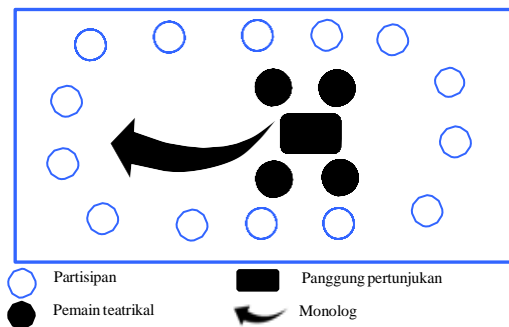 Partisipan
Panggung pertunjukan
Pemain teatrikal
Monolog